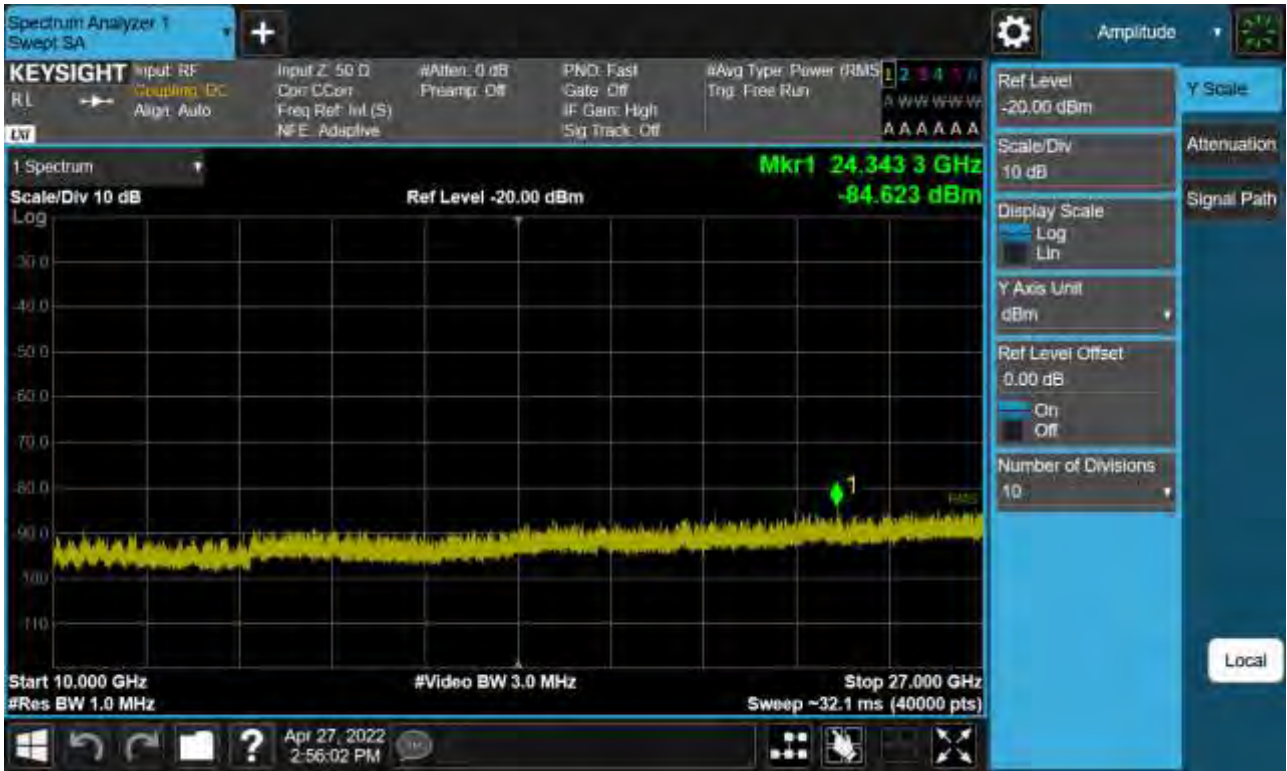 Spectrum Analyzer 1
Swept SA
+
Amplitude
KEYSIGHT
RL
LXI
Input: RF
Coupling: DC
Align: Auto
Input Z: 50 Ω
Corr CCorr
Freq Ref: Int (S)
NFE: Adaptive
#Atten: 0 dB
Preamp: Off
PNO: Fast
Gate: Off
IF Gain: High
Sig Track: Off
#Avg Type: Power (RMS
Trig: Free Run
1 2 3 4 5 6
A W W W W W
A A A A A A
1 Spectrum
Scale/Div 10 dB
Ref Level -20.00 dBm
Mkr1 24.343 3 GHz
-84.623 dBm
Log
-30.0
-40.0
-50.0
-60.0
-70.0
-80.0
-90.0
-100
-110
1
RMS
Start 10.000 GHz
#Video BW 3.0 MHz
Stop 27.000 GHz
#Res BW 1.0 MHz
Sweep ~32.1 ms (40000 pts)
Ref Level
-20.00 dBm
Scale/Div
10 dB
Display Scale
Log
Lin
Y Axis Unit
dBm
Ref Level Offset
0.00 dB
On
Off
Number of Divisions
10
Y Scale
Attenuation
Signal Path
Local
?
Apr 27, 2022
2:56:02 PM